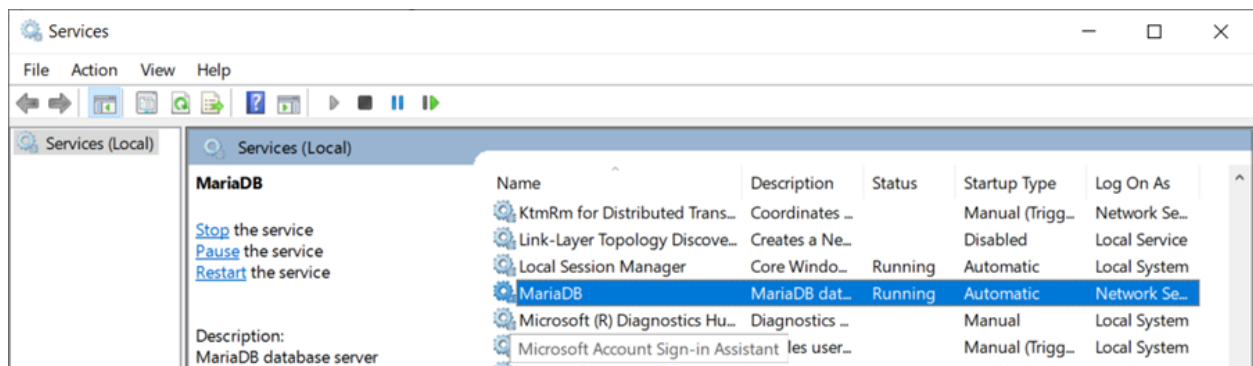 Services
File Action View Help
Services (Local)
Services (Local)
MariaDB
Stop the service
Pause the service
Restart the service
Description:
MariaDB database server
Name Description Status Startup Type Log On As
KtmRm for Distributed Trans... Coordinates ... Manual (Trigg... Network Se...
Link-Layer Topology Discove... Creates a Ne... Disabled Local Service
Local Session Manager Core Windo... Running Automatic Local System
MariaDB MariaDB dat... Running Automatic Network Se...
Microsoft (R) Diagnostics Hu... Diagnostics ... Manual Local System
Microsoft Account Sign-in Assistant les user... Manual (Trigg... Local System